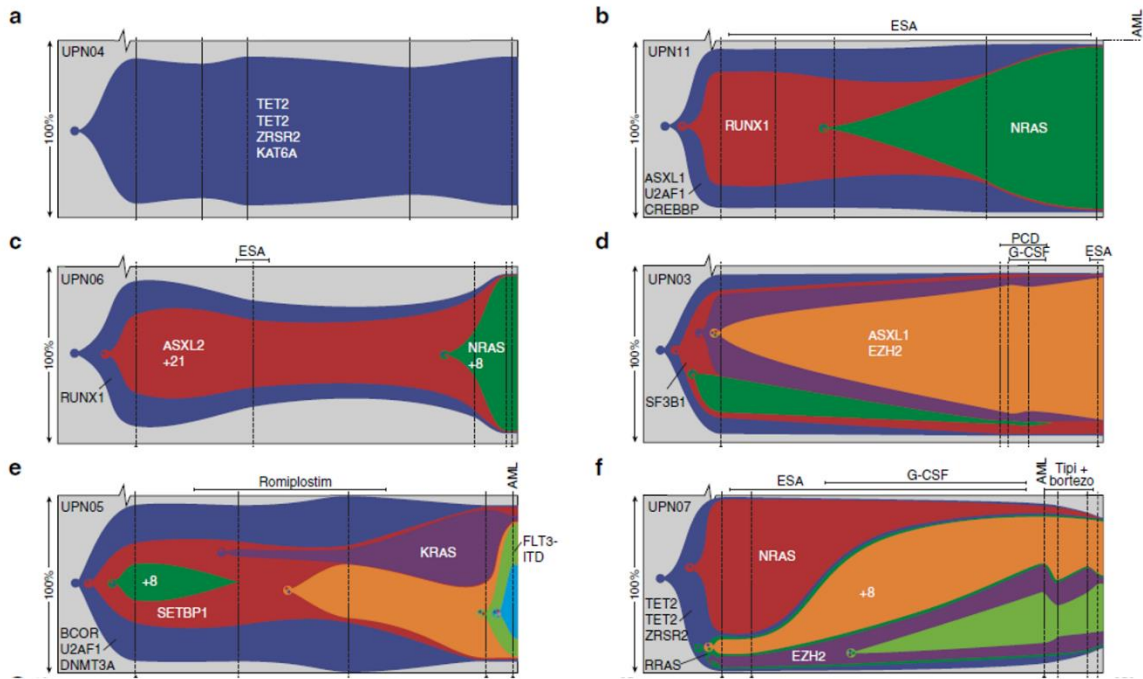 a
UPN04
100%
TET2
TET2
ZRSR2
KAT6A
b
ESA
AML
UPN11
100%
RUNX1
NRAS
ASXL1
U2AF1
CREBBP
c
ESA
UPN06
100%
ASXL2
+21
NRAS
+8
RUNX1
d
PCD
G-CSF
ESA
UPN03
100%
ASXL1
EZH2
SF3B1
e
Romiplostim
AML
UPN05
100%
FLT3-
ITD
KRAS
+8
SETBP1
BCOR
U2AF1
DNMT3A
f
ESA
G-CSF
AML
Tipi +
bortezo
UPN07
100%
NRAS
+8
TET2
TET2
ZRSR2
RRAS
EZH2